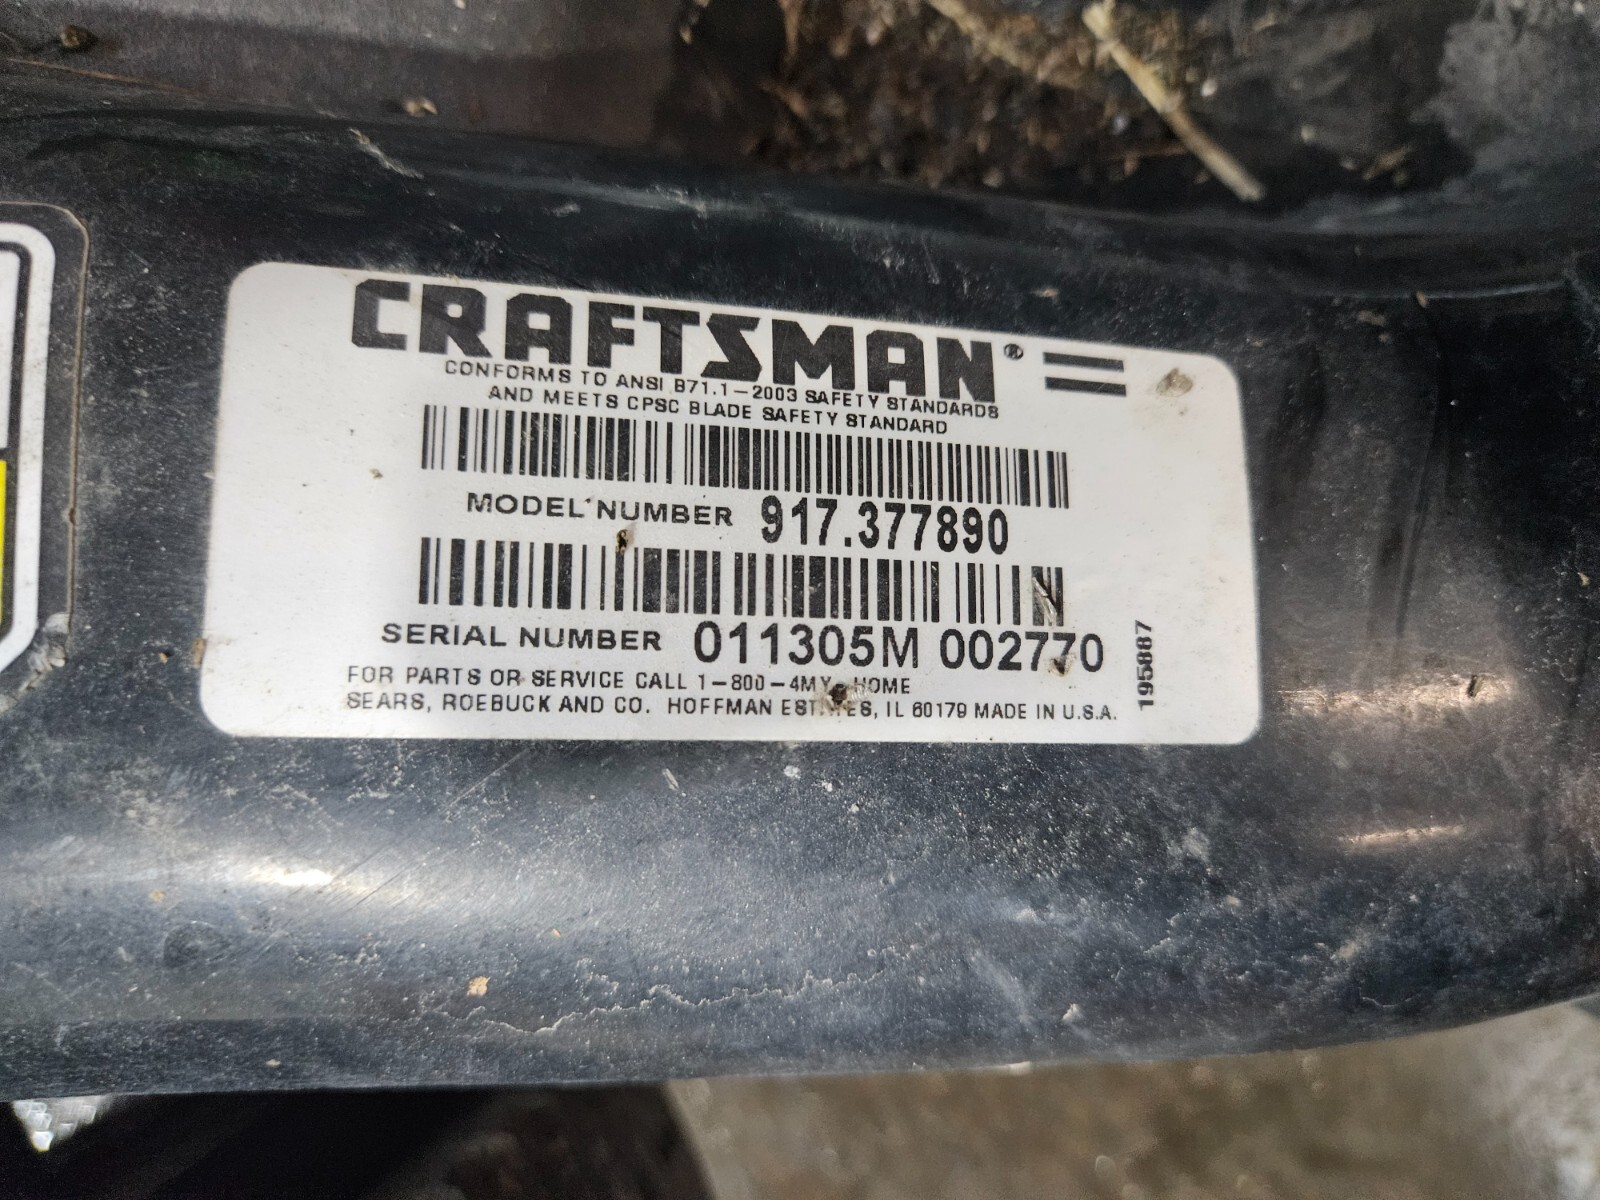 CRAFTSMAN®
CONFORMS TO ANSI B71.1-2003 SAFETY STANDARDS
AND MEETS CPSC BLADE SAFETY STANDARD
MODEL NUMBER 917.377890
SERIAL NUMBER 011305M 002770
FOR PARTS OR SERVICE CALL 1-800-4MY-HOME
SEARS, ROEBUCK AND CO. HOFFMAN ESTATES, IL 60179 MADE IN U.S.A.
195887